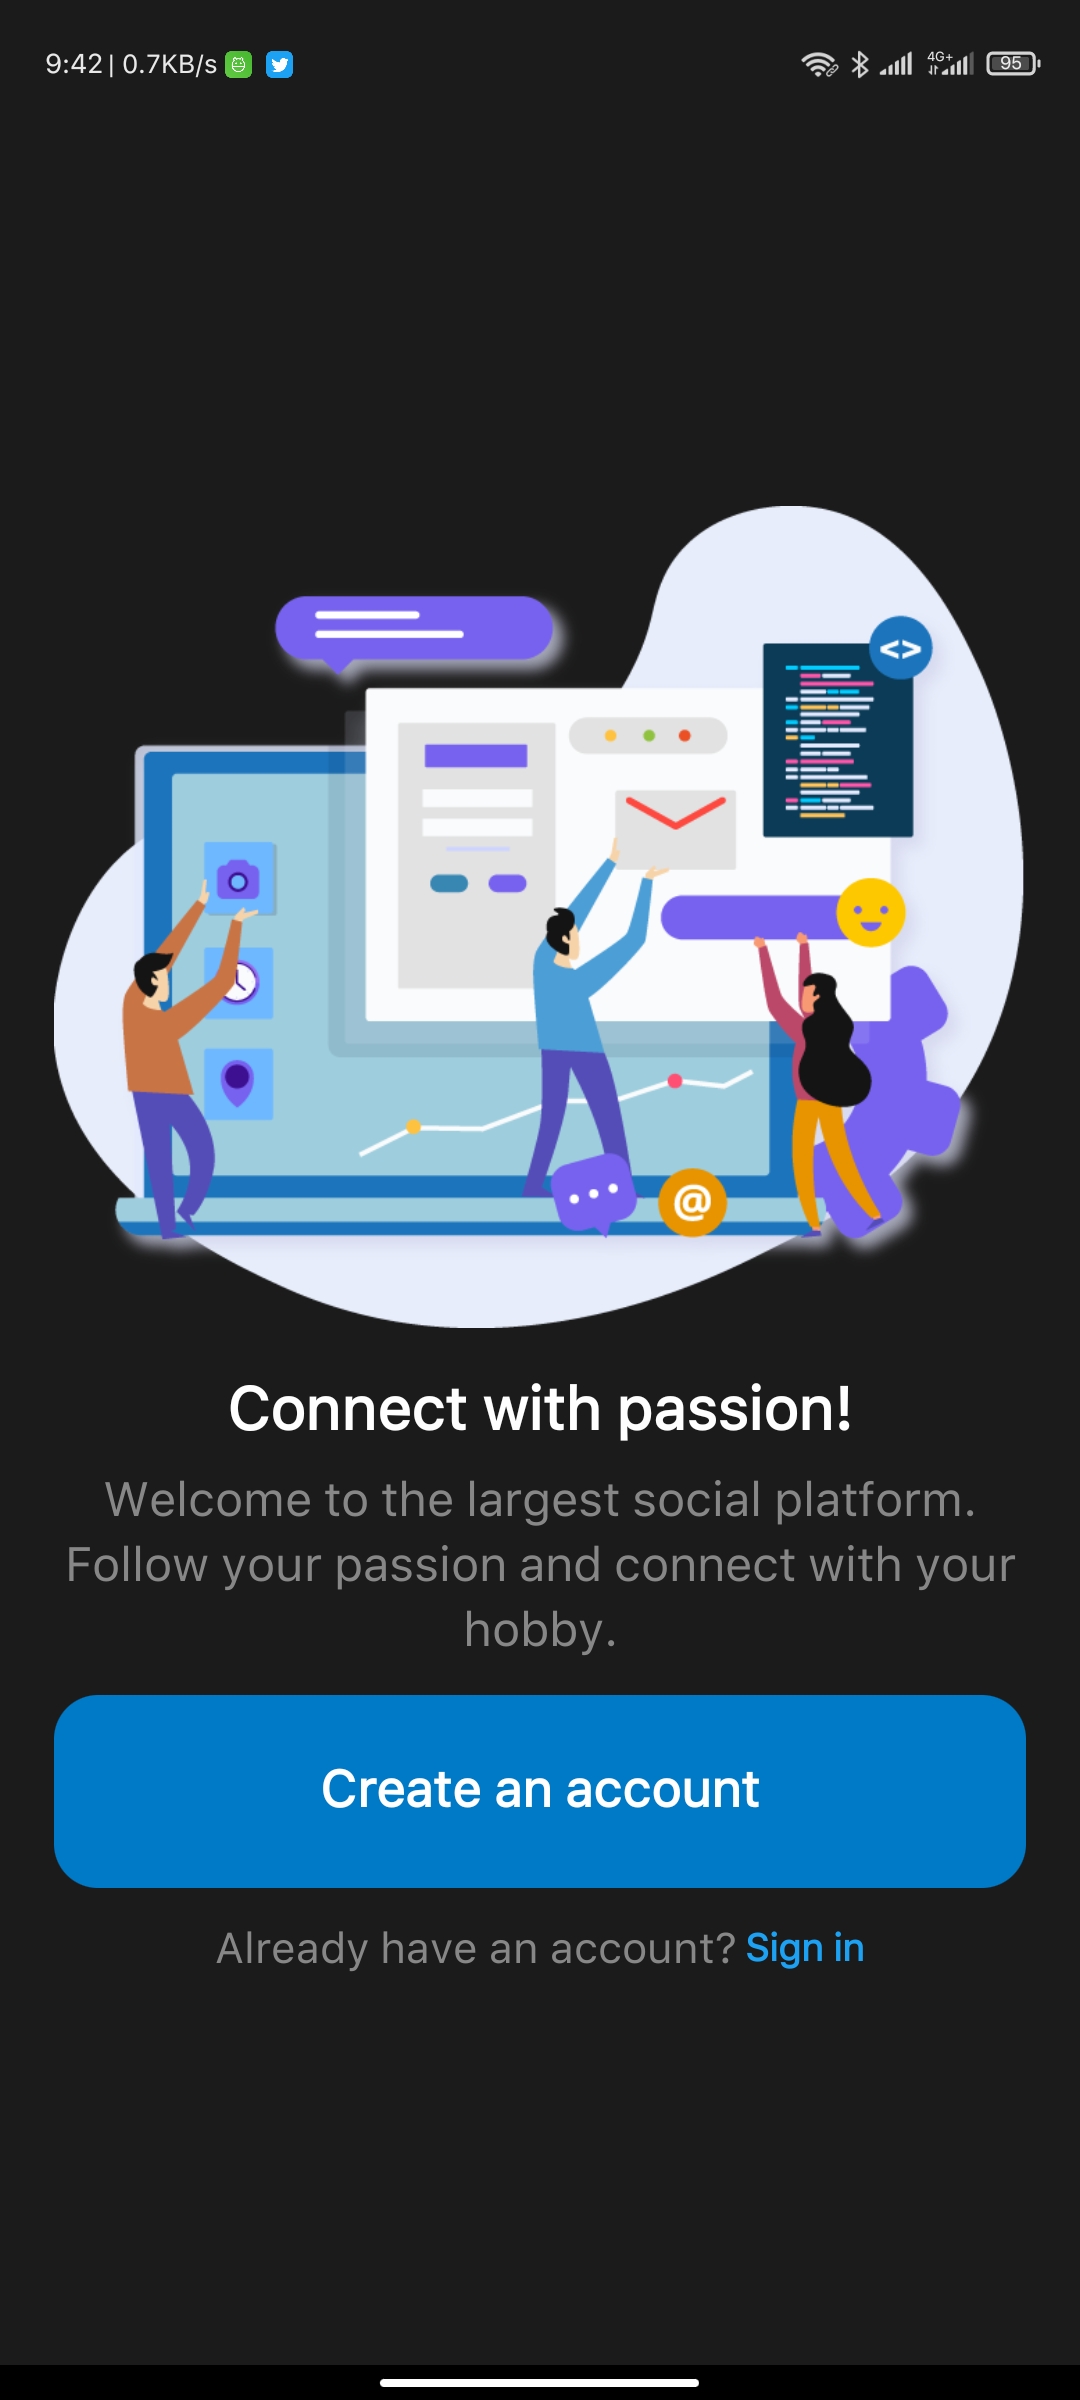 9:42 | 0.7KB/s 4G+ 95
<>
@
Connect with passion!
Welcome to the largest social platform.
Follow your passion and connect with your
hobby.
Create an account
Already have an account? Sign in